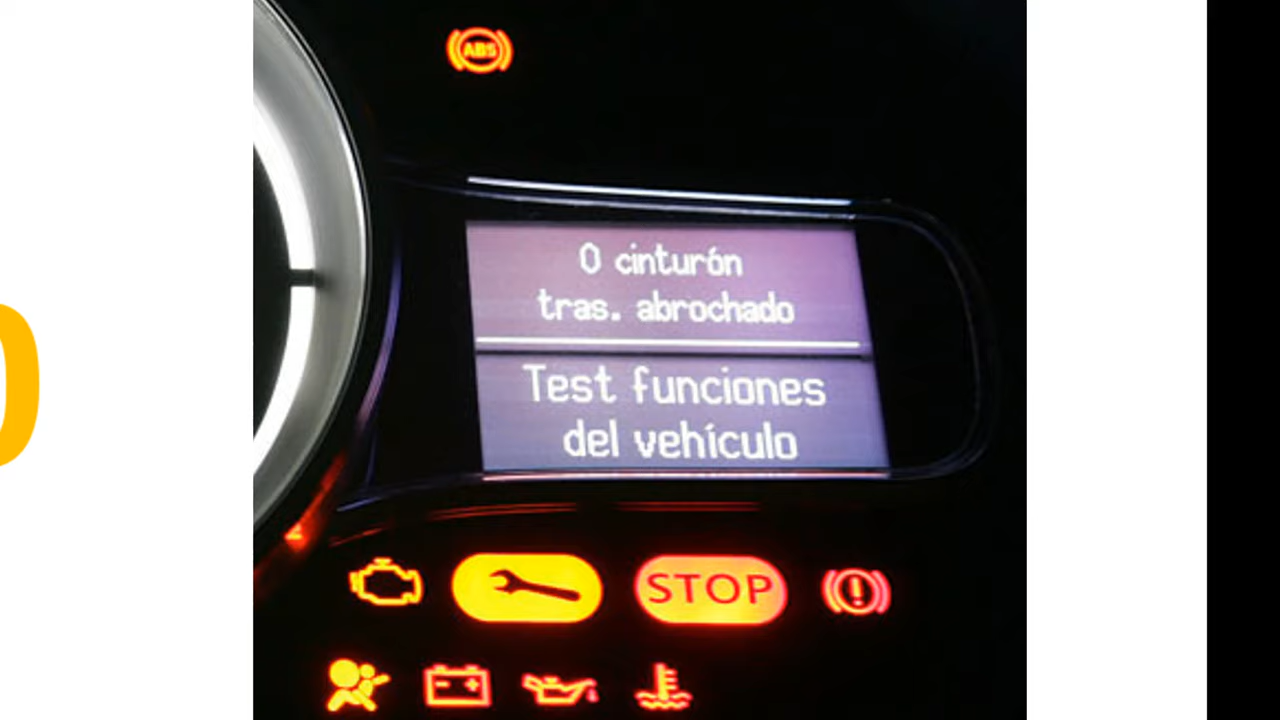 ABS
0 cinturón
tras. abrochado
Test funciones
del vehículo
STOP